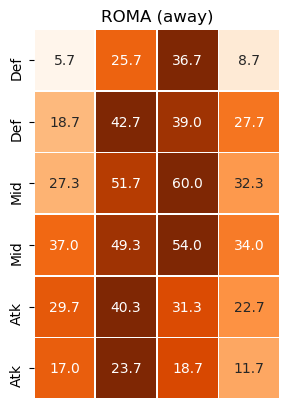 ROMA (away)
Def 5.7 25.7 36.7 8.7
Def 18.7 42.7 39.0 27.7
Mid 27.3 51.7 60.0 32.3
Mid 37.0 49.3 54.0 34.0
Atk 29.7 40.3 31.3 22.7
Atk 17.0 23.7 18.7 11.7